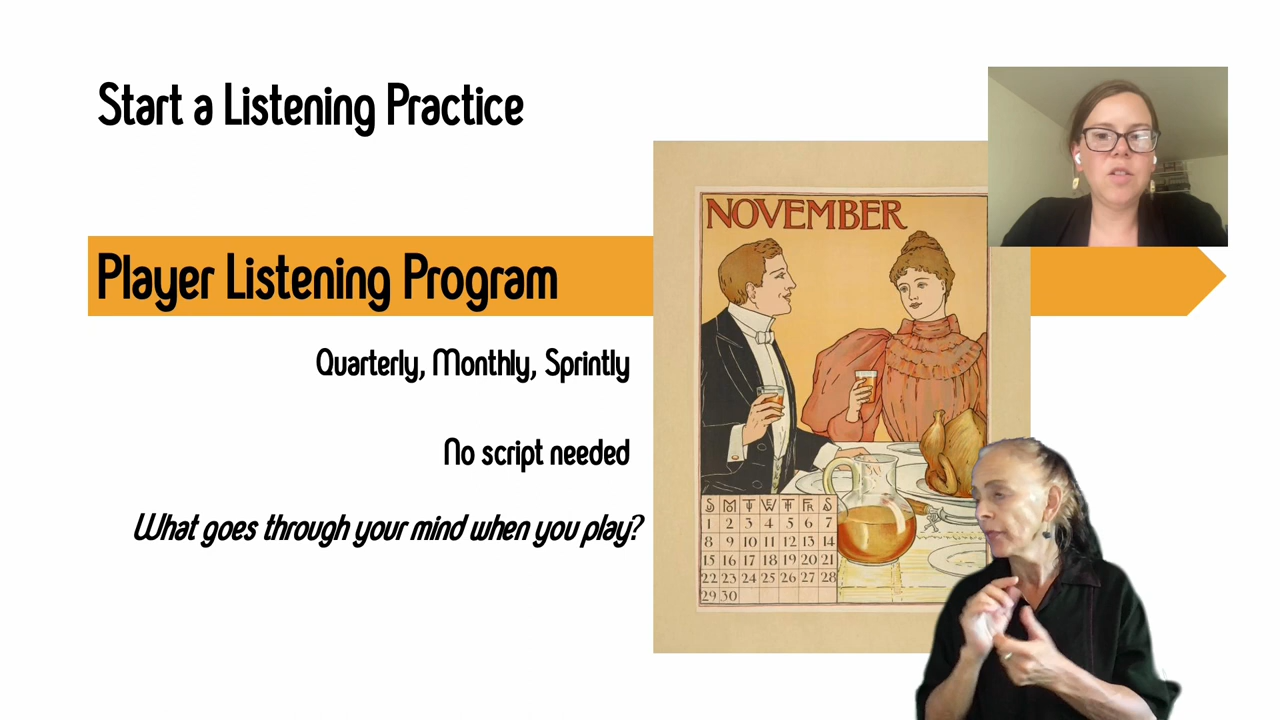 Start a Listening Practice
Player Listening Program
Quarterly, Monthly, Sprintly
No script needed
What goes through your mind when you play?
NOVEMBER
S M T W T FR S
1 2 3 4 5 6 7
8 9 10 11 12 13 14
15 16 17 18 19 20 21
22 23 24 25 26 27 28
29 30